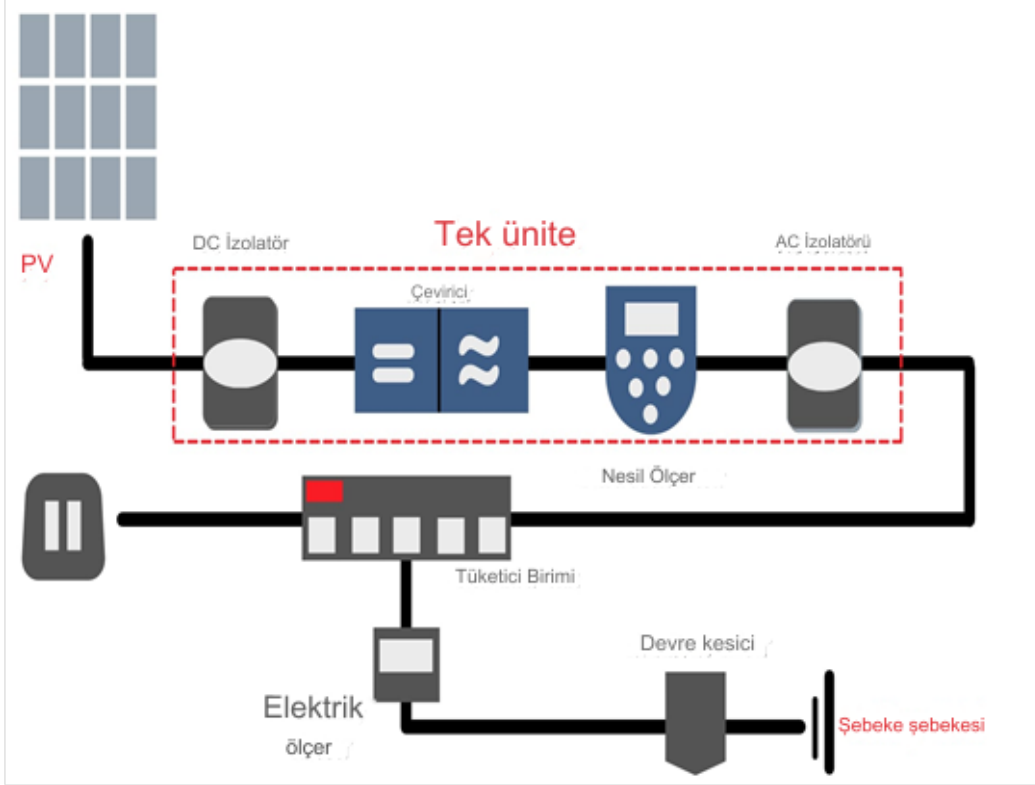 Tek ünite
DC İzolatör
AC İzolatörü
PV
Çevirici
Nesil Ölçer
Tüketici Birimi
Devre kesici
Elektrik
ölçer
Şebeke şebekesi